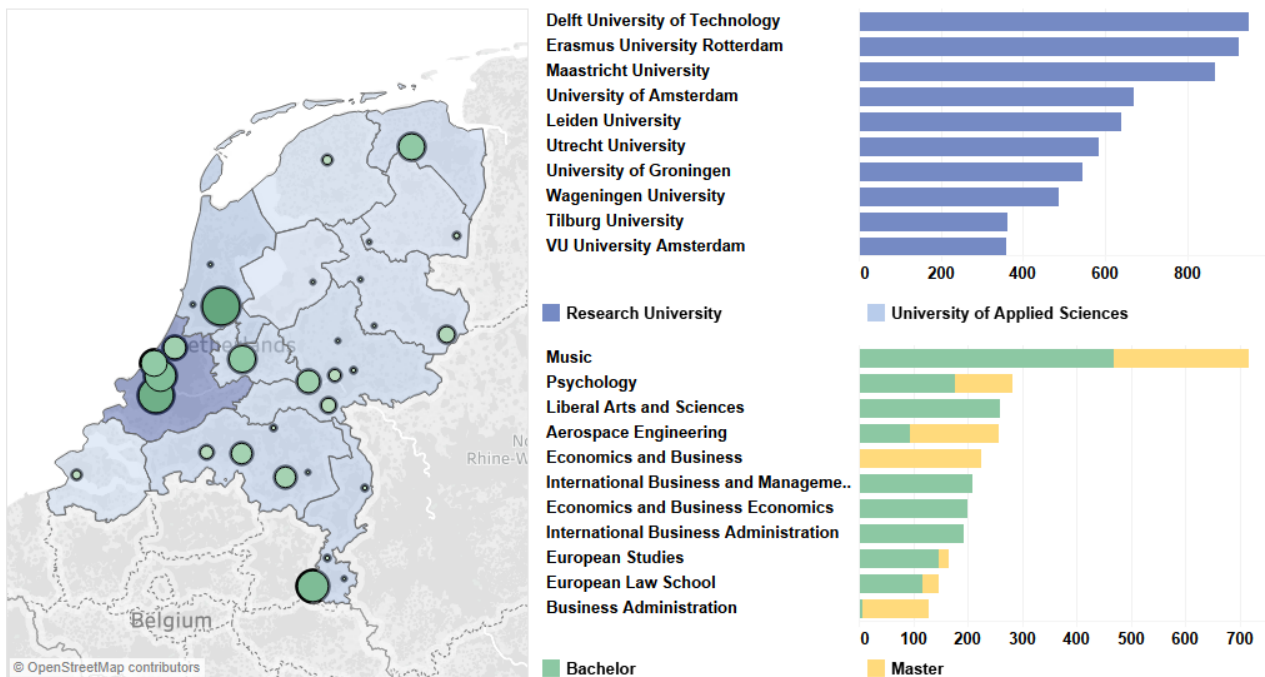 Netherlands
No
Rhine-W
Belgium
© OpenStreetMap contributors
Delft University of Technology
Erasmus University Rotterdam
Maastricht University
University of Amsterdam
Leiden University
Utrecht University
University of Groningen
Wageningen University
Tilburg University
VU University Amsterdam
0 200 400 600 800
Research University University of Applied Sciences
Music
Psychology
Liberal Arts and Sciences
Aerospace Engineering
Economics and Business
International Business and Manageme..
Economics and Business Economics
International Business Administration
European Studies
European Law School
Business Administration
0 100 200 300 400 500 600 700
Bachelor Master